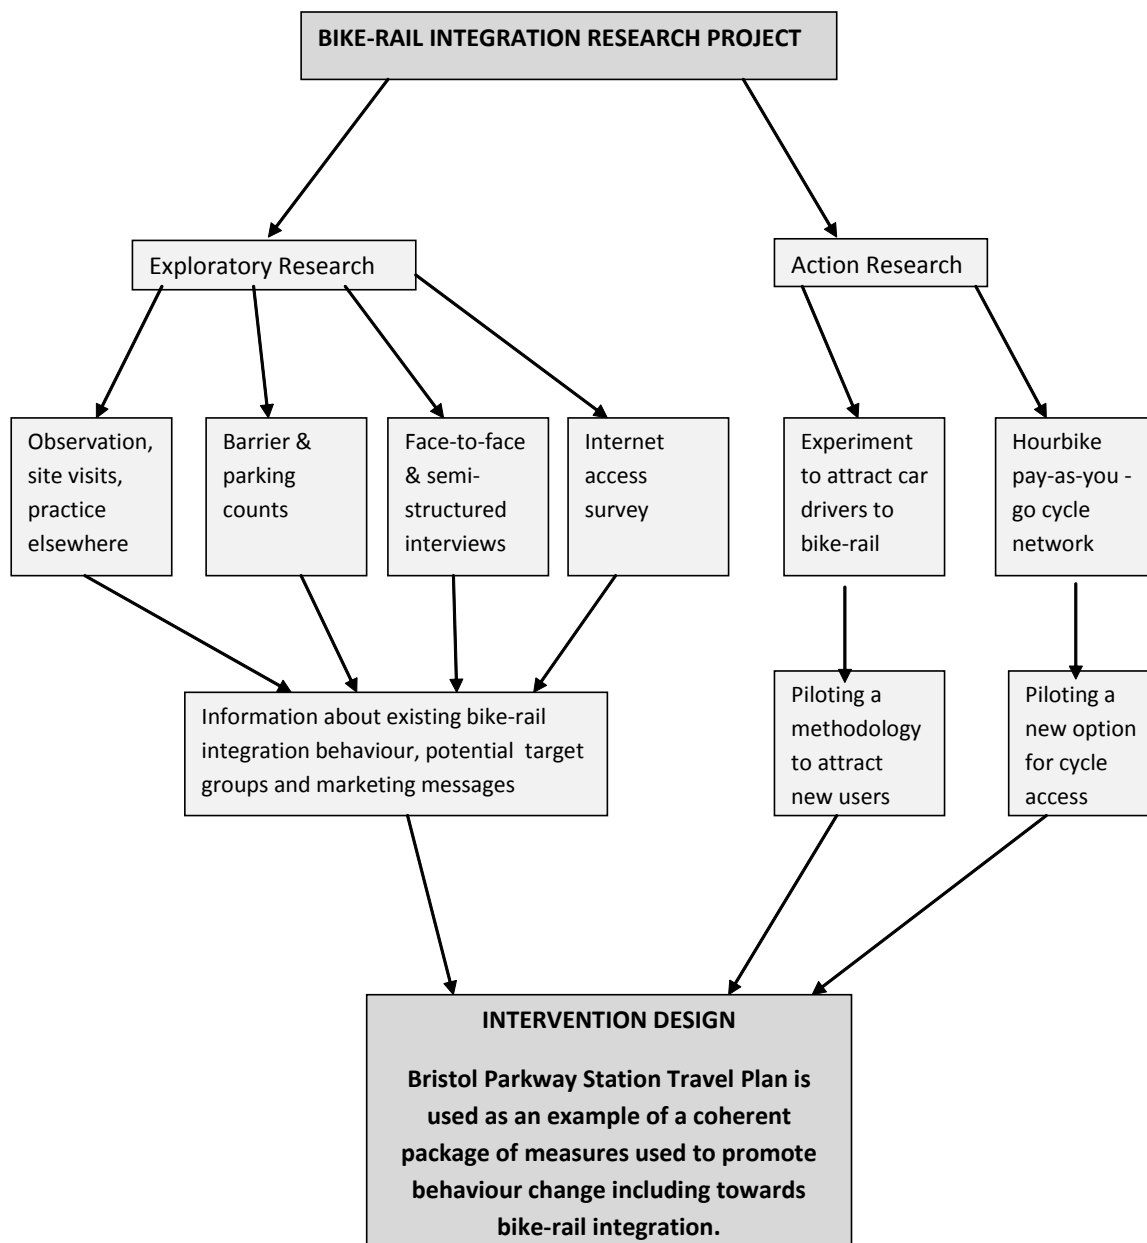 BIKE-RAIL INTEGRATION RESEARCH PROJECT
Exploratory Research
Action Research
Observation,
site visits,
practice
elsewhere
Barrier &
parking
counts
Face-to-face
& semi-
structured
interviews
Internet
access
survey
Experiment
to attract car
drivers to
bike-rail
Hourbike
pay-as-you -
go cycle
network
Information about existing bike-rail
integration behaviour, potential target
groups and marketing messages
Piloting a
methodology
to attract
new users
Piloting a
new option
for cycle
access
INTERVENTION DESIGN
Bristol Parkway Station Travel Plan is
used as an example of a coherent
package of measures used to promote
behaviour change including towards
bike-rail integration.